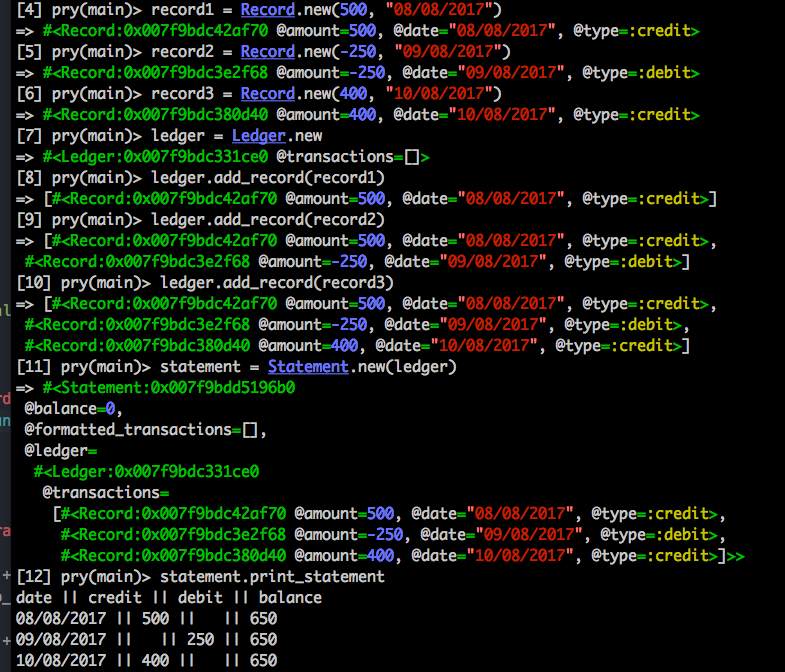 [4] pry(main)> record1 = Record.new(500, "08/08/2017")
=> #<Record:0x007f9bdc42af70 @amount=500, @date="08/08/2017", @type=:credit>
[5] pry(main)> record2 = Record.new(-250, "09/08/2017")
=> #<Record:0x007f9bdc3e2f68 @amount=-250, @date="09/08/2017", @type=:debit>
[6] pry(main)> record3 = Record.new(400, "10/08/2017")
=> #<Record:0x007f9bdc380d40 @amount=400, @date="10/08/2017", @type=:credit>
[7] pry(main)> ledger = Ledger.new
=> #<Ledger:0x007f9bdc331ce0 @transactions=[]>
[8] pry(main)> ledger.add_record(record1)
=> [#<Record:0x007f9bdc42af70 @amount=500, @date="08/08/2017", @type=:credit>]
[9] pry(main)> ledger.add_record(record2)
=> [#<Record:0x007f9bdc42af70 @amount=500, @date="08/08/2017", @type=:credit>,
 #<Record:0x007f9bdc3e2f68 @amount=-250, @date="09/08/2017", @type=:debit>]
[10] pry(main)> ledger.add_record(record3)
=> [#<Record:0x007f9bdc42af70 @amount=500, @date="08/08/2017", @type=:credit>,
 #<Record:0x007f9bdc3e2f68 @amount=-250, @date="09/08/2017", @type=:debit>,
 #<Record:0x007f9bdc380d40 @amount=400, @date="10/08/2017", @type=:credit>]
[11] pry(main)> statement = Statement.new(ledger)
=> #<Statement:0x007f9bdd5196b0
 @balance=0,
 @formatted_transactions=[],
 @ledger=
  #<Ledger:0x007f9bdc331ce0
   @transactions=
    [#<Record:0x007f9bdc42af70 @amount=500, @date="08/08/2017", @type=:credit>,
     #<Record:0x007f9bdc3e2f68 @amount=-250, @date="09/08/2017", @type=:debit>,
     #<Record:0x007f9bdc380d40 @amount=400, @date="10/08/2017", @type=:credit>]>>
[12] pry(main)> statement.print_statement
date || credit || debit || balance
08/08/2017 || 500 ||   || 650
09/08/2017 ||   || 250 || 650
10/08/2017 || 400 ||   || 650